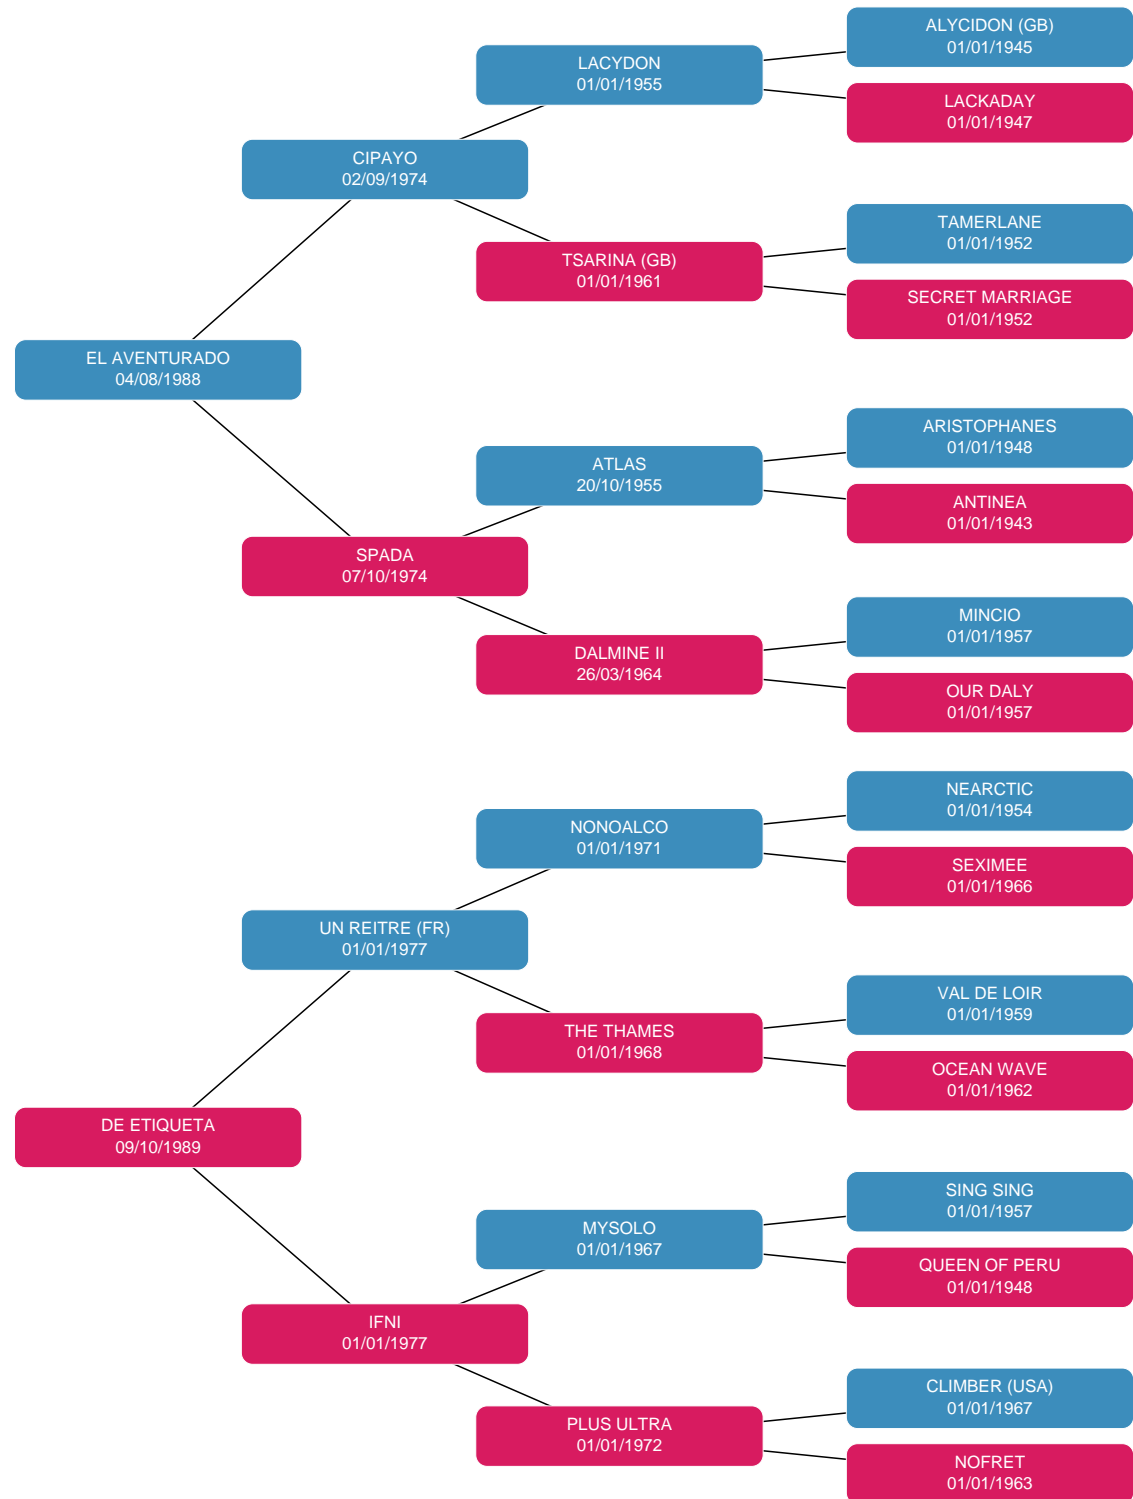 ALYCIDON (GB)
01/01/1945
LACYDON
01/01/1955
LACKADAY
01/01/1947
CIPAYO
02/09/1974
TAMERLANE
01/01/1952
TSARINA (GB)
01/01/1961
SECRET MARRIAGE
01/01/1952
EL AVENTURADO
04/08/1988
ARISTOPHANES
01/01/1948
ATLAS
20/10/1955
ANTINEA
01/01/1943
SPADA
07/10/1974
MINCIO
01/01/1957
DALMINE II
26/03/1964
OUR DALY
01/01/1957
NEARCTIC
01/01/1954
NONOALCO
01/01/1971
SEXIMEE
01/01/1966
UN REITRE (FR)
01/01/1977
VAL DE LOIR
01/01/1959
THE THAMES
01/01/1968
OCEAN WAVE
01/01/1962
DE ETIQUETA
09/10/1989
SING SING
01/01/1957
MYSOLO
01/01/1967
QUEEN OF PERU
01/01/1948
IFNI
01/01/1977
CLIMBER (USA)
01/01/1967
PLUS ULTRA
01/01/1972
NOFRET
01/01/1963